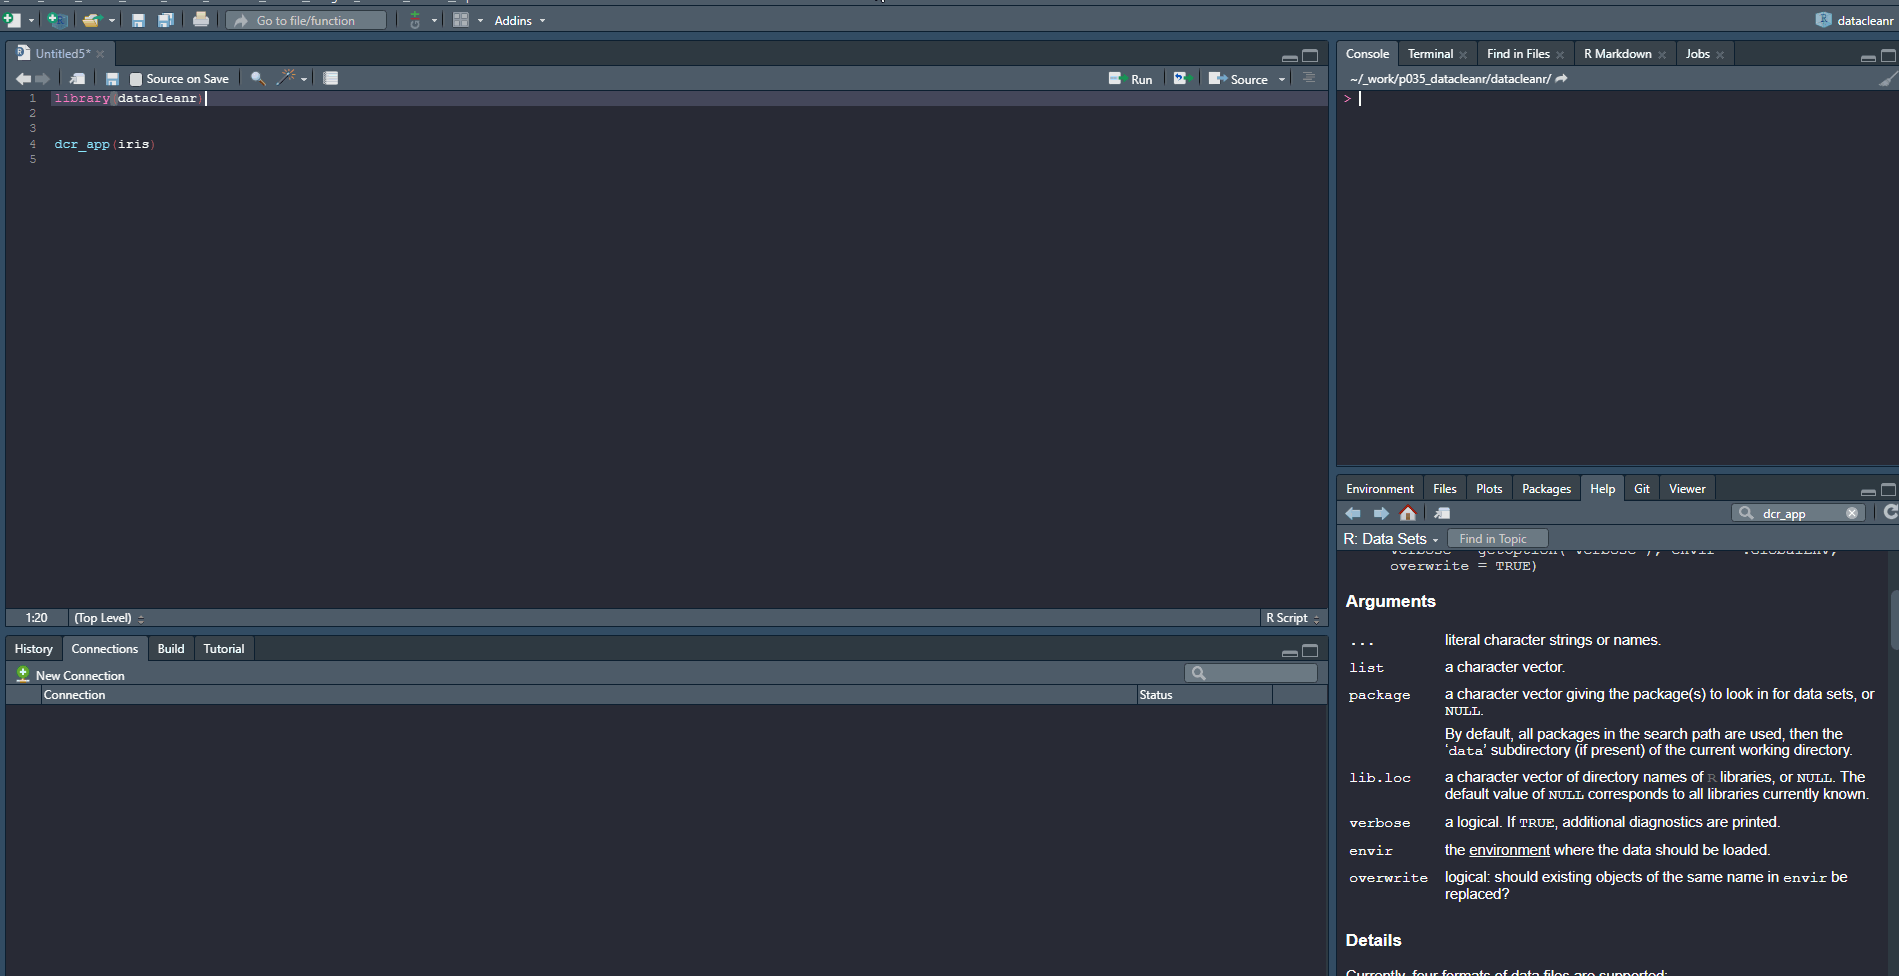 Go to file/function
Addins
datacleanr
Untitled5*
Source on Save
Run
Source
1 library(datacleanr)
2
3
4 dcr_app(iris)
5
1:20
(Top Level)
R Script
History
Connections
Build
Tutorial
New Connection
Connection
Status
Console
Terminal
Find in Files
R Markdown
Jobs
~/_work/p035_datacleanr/datacleanr/
>
Environment
Files
Plots
Packages
Help
Git
Viewer
dcr_app
R: Data Sets
Find in Topic
overwrite = TRUE)
Arguments
... literal character strings or names.
list a character vector.
package a character vector giving the package(s) to look in for data sets, or
NULL.
By default, all packages in the search path are used, then the
‘data’ subdirectory (if present) of the current working directory.
lib.loc a character vector of directory names of R libraries, or NULL. The
default value of NULL corresponds to all libraries currently known.
verbose a logical. If TRUE, additional diagnostics are printed.
envir the environment where the data should be loaded.
overwrite logical: should existing objects of the same name in envir be
replaced?
Details
Currently, four formats of data files are supported: